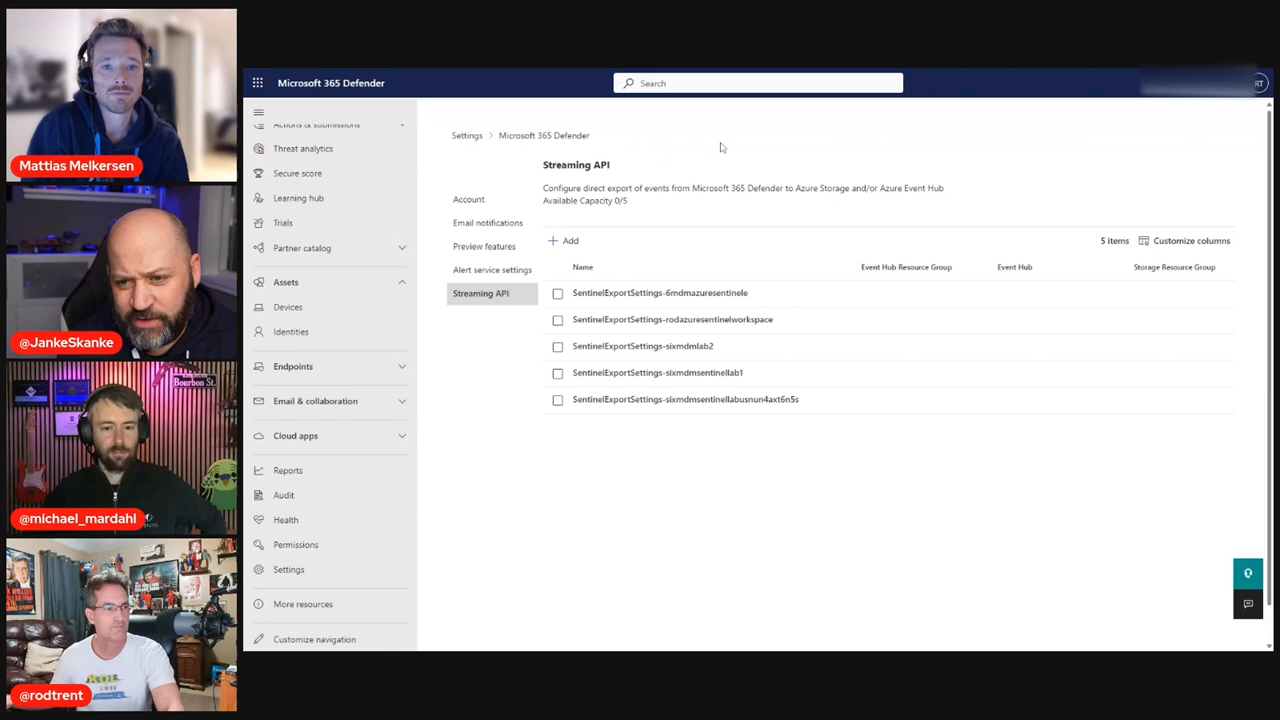 Mattias Melkersen
@JankeSkanke
Bourbon St.
@michael_mardahl
@rodtrent
Microsoft 365 Defender
Search
RT
Actions & submissions
Threat analytics
Secure score
Learning hub
Trials
Partner catalog
Assets
Devices
Identities
Endpoints
Email & collaboration
Cloud apps
Reports
Audit
Health
Permissions
Settings
More resources
Customize navigation
Settings > Microsoft 365 Defender
Account
Email notifications
Preview features
Alert service settings
Streaming API
Streaming API
Configure direct export of events from Microsoft 365 Defender to Azure Storage and/or Azure Event Hub
Available Capacity 0/5
+ Add
5 items Customize columns
Name Event Hub Resource Group Event Hub Storage Resource Group
SentinelExportSettings-6mdmazuresentinele
SentinelExportSettings-rodazuresentinelworkspace
SentinelExportSettings-sixmdmlab2
SentinelExportSettings-sixmdmsentinellab1
SentinelExportSettings-sixmdmsentinellabusnun4axt6n5s